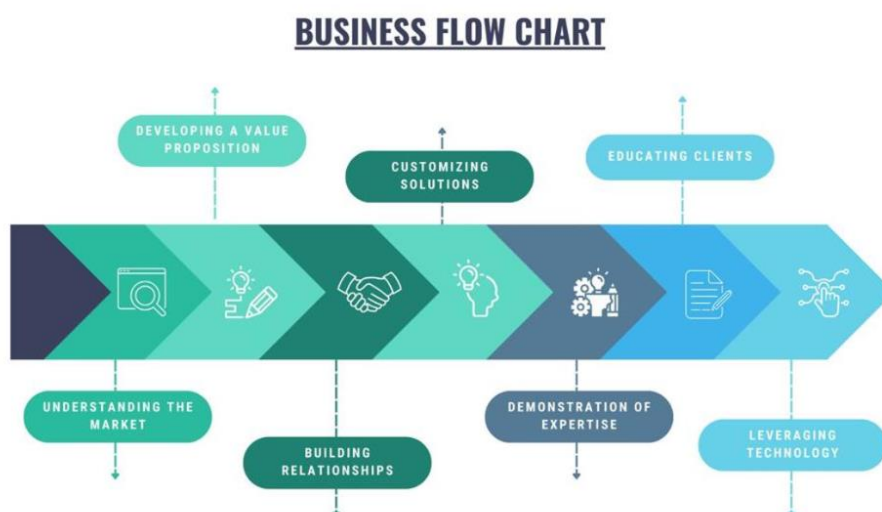 BUSINESS FLOW CHART
DEVELOPING A VALUE
PROPOSITION
CUSTOMIZING
SOLUTIONS
EDUCATING CLIENTS
UNDERSTANDING THE
MARKET
BUILDING
RELATIONSHIPS
DEMONSTRATION OF
EXPERTISE
LEVERAGING
TECHNOLOGY